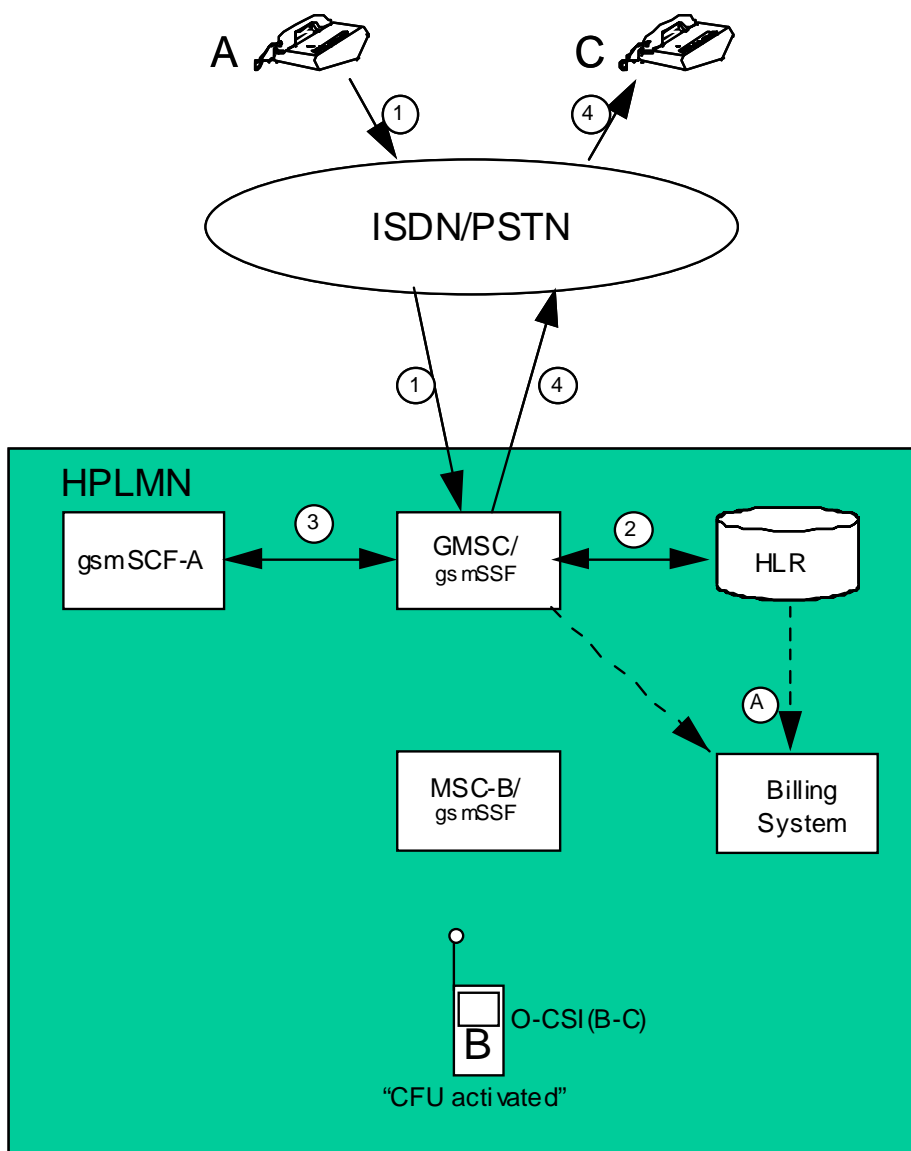 A
C
1
4
ISDN/PSTN
1
4
HPLMN
gsmSCF-A
3
GMSC/
gsmSSF
2
HLR
A
MSC-B/
gsmSSF
Billing
System
O-CSI(B-C)
B
“CFU activated”